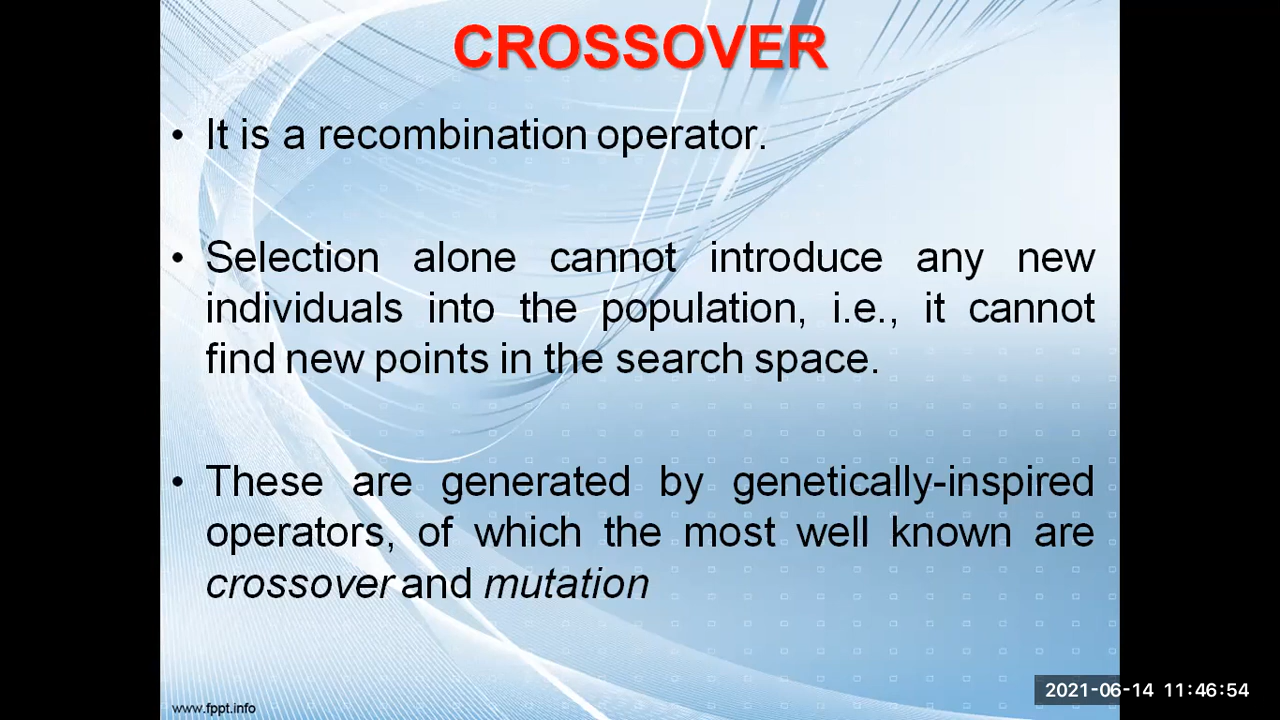 CROSSOVER
• It is a recombination operator.
• Selection alone cannot introduce any new
individuals into the population, i.e., it cannot
find new points in the search space.
• These are generated by genetically-inspired
operators, of which the most well known are
crossover and mutation
www.fppt.info
2021-06-14 11:46:54